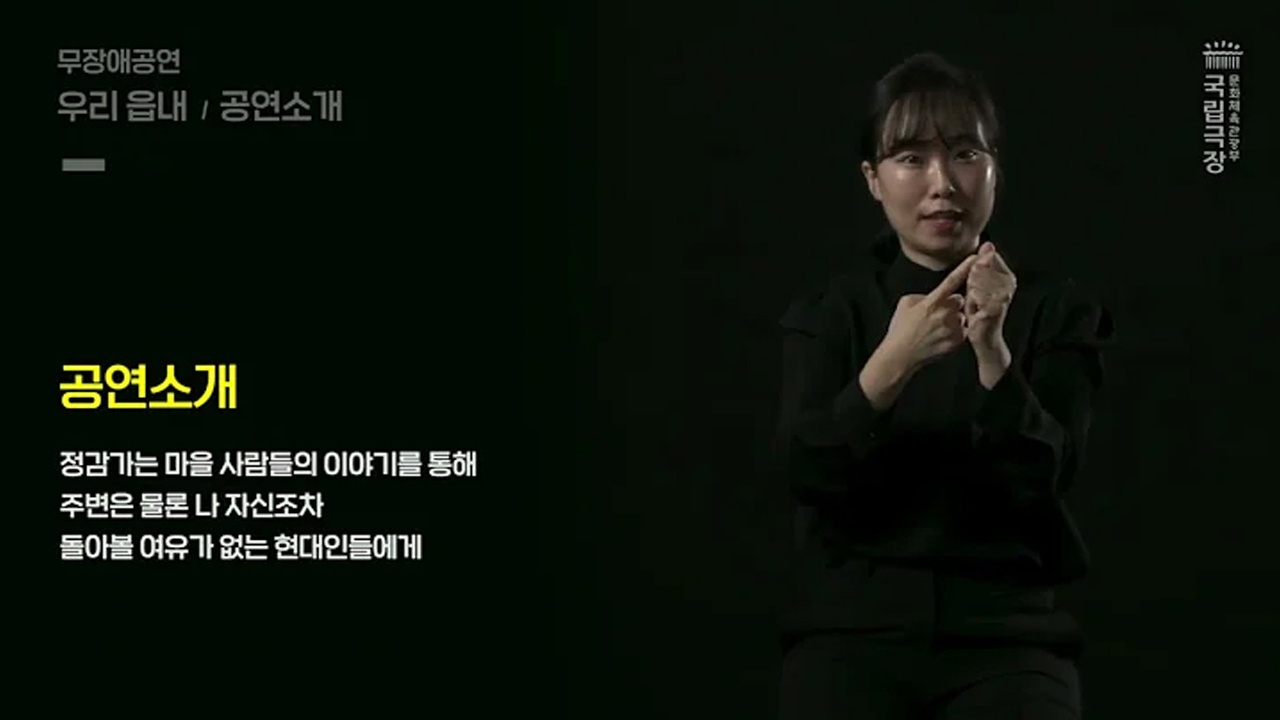 무장애공연
우리 읍내 / 공연소개
공연소개
정감가는 마을 사람들의 이야기를 통해
주변은 물론 나 자신조차
돌아볼 여유가 없는 현대인들에게
문화체육관광부
국립극장